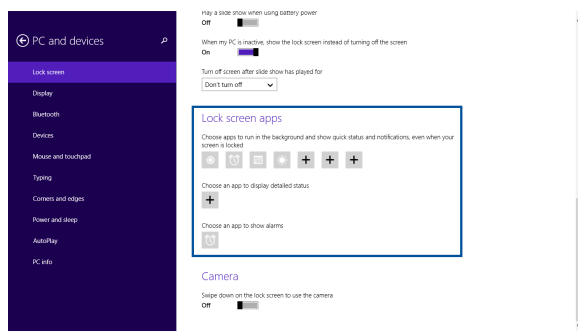 Play a slide show when using battery power
Off
PC and devices
When my PC is inactive, show the lock screen instead of turning off the screen
On
Lock screen
Turn off screen after slide show has played for
Don't turn off
Display
Bluetooth
Devices
Mouse and touchpad
Typing
Corners and edges
Power and sleep
AutoPlay
PC info
Lock screen apps
Choose apps to run in the background and show quick status and notifications, even when your
screen is locked
Choose an app to display detailed status
Choose an app to show alarms
Camera
Swipe down on the lock screen to use the camera
Off